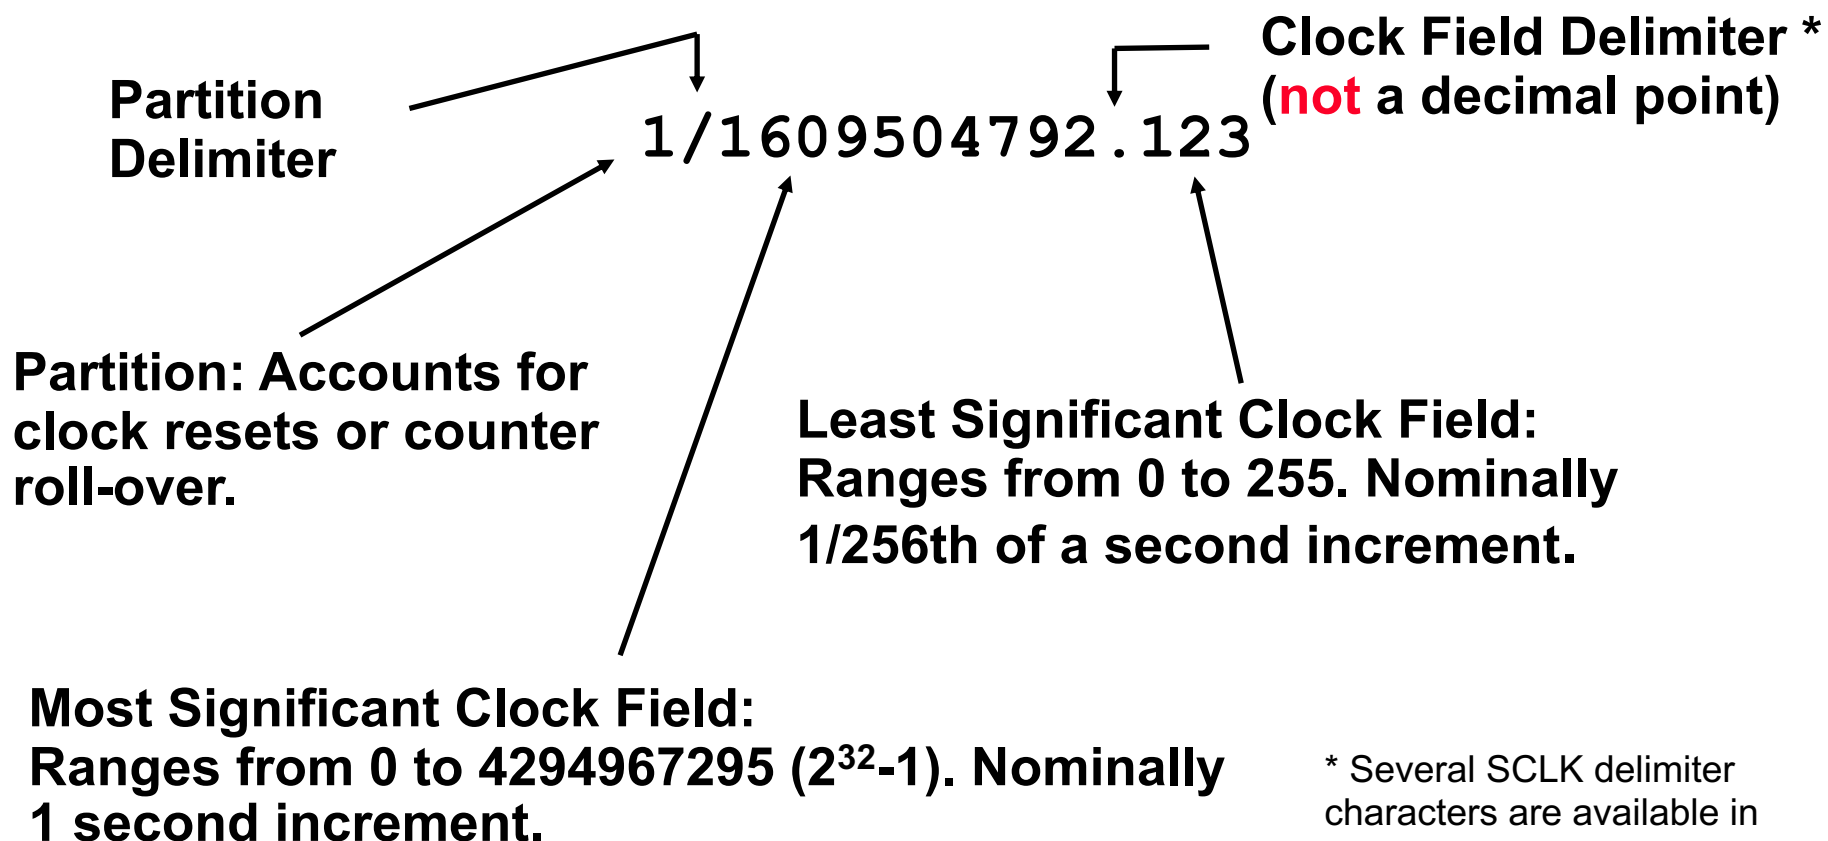 Clock Field Delimiter *
(not a decimal point)
Partition
Delimiter
1/1609504792.123
Partition: Accounts for
clock resets or counter
roll-over.
Least Significant Clock Field:
Ranges from 0 to 255. Nominally
1/256th of a second increment.
Most Significant Clock Field:
Ranges from 0 to 4294967295 (2³²-1). Nominally
1 second increment.
* Several SCLK delimiter
characters are available in